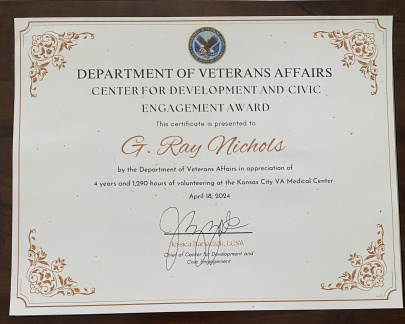 DEPARTMENT OF VETERANS AFFAIRS
CENTER FOR DEVELOPMENT AND CIVIC
ENGAGEMENT AWARD
This certificate is presented to
G. Ray Nichols
by the Department of Veterans Affairs in appreciation of
4 years and 1,290 hours of volunteering at the Kansas City VA Medical Center
April 18, 2024
Jessica LCSW
Chief of Center for Development and
Civic Engagement